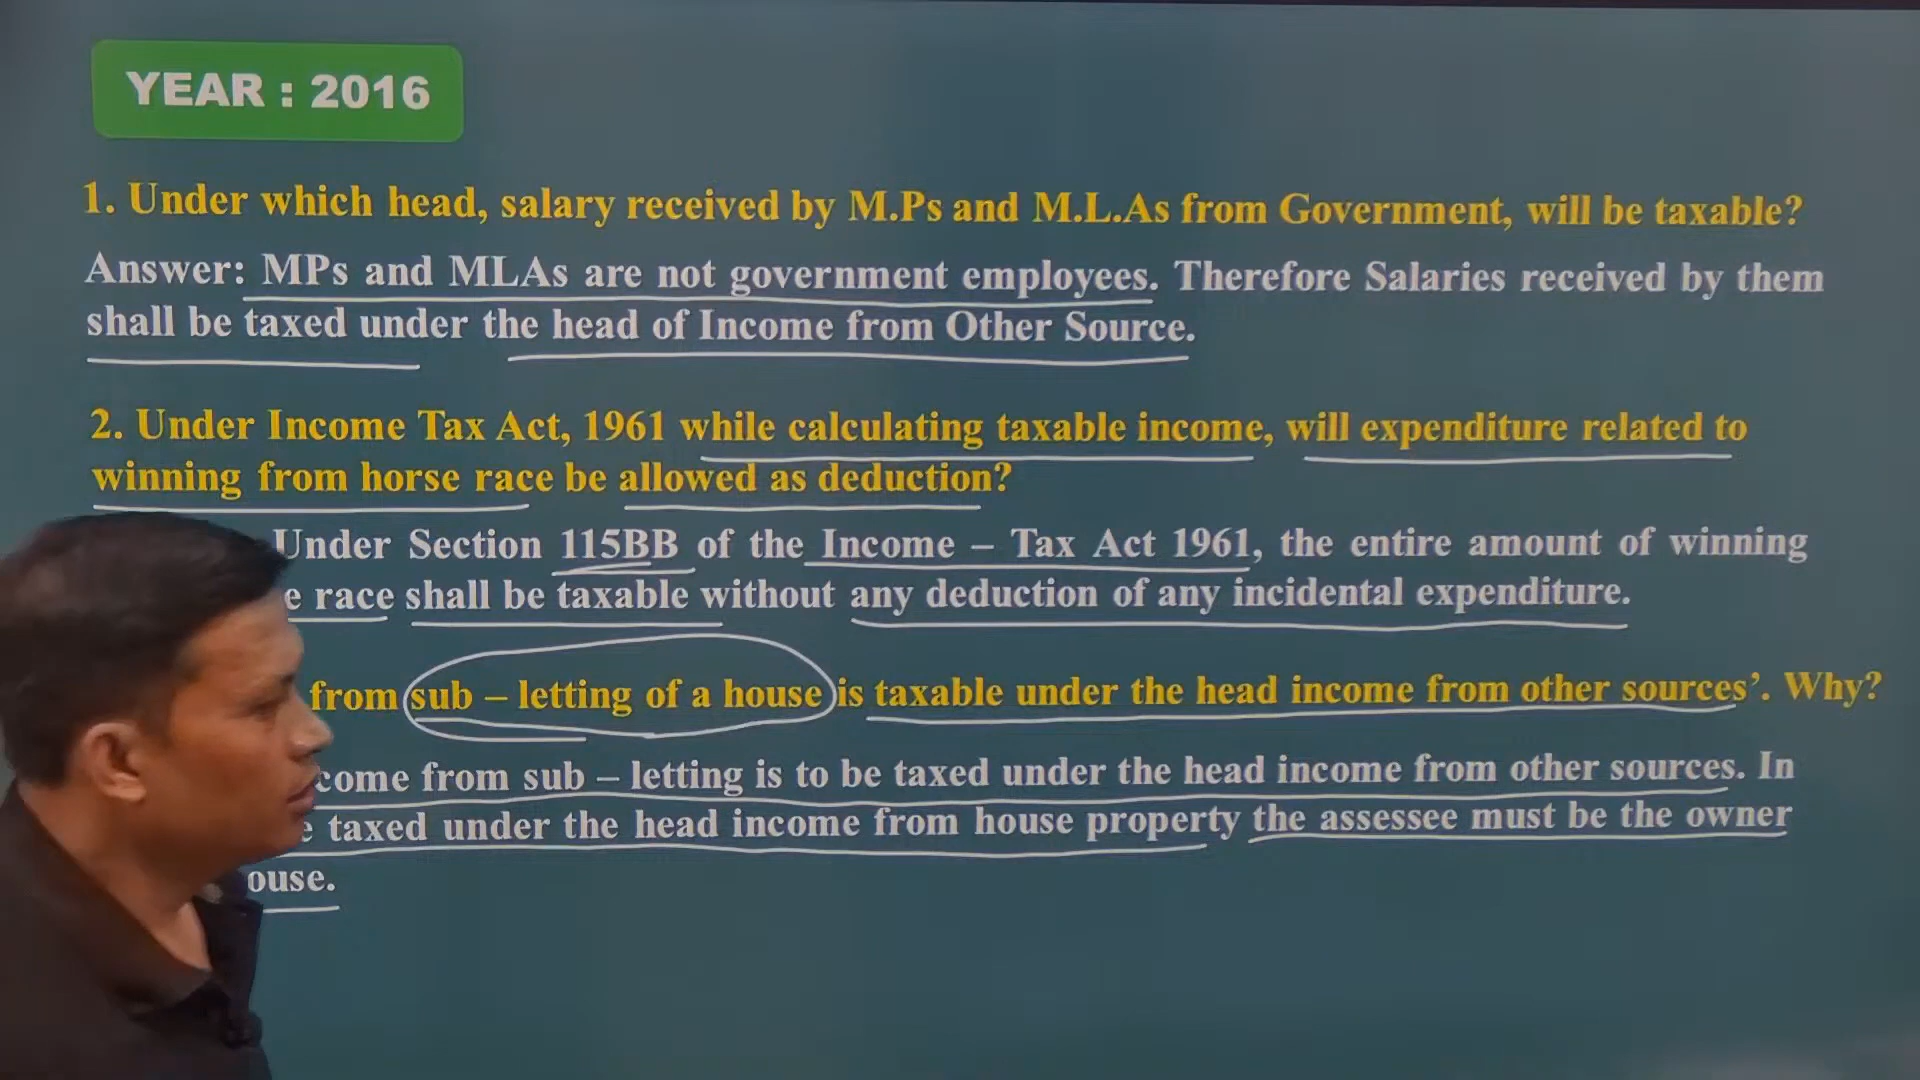 YEAR : 2016
1. Under which head, salary received by M.Ps and M.L.As from Government, will be taxable?
Answer: MPs and MLAs are not government employees. Therefore Salaries received by them
shall be taxed under the head of Income from Other Source.
2. Under Income Tax Act, 1961 while calculating taxable income, will expenditure related to
winning from horse race be allowed as deduction?
Under Section 115BB of the Income – Tax Act 1961, the entire amount of winning
race shall be taxable without any deduction of any incidental expenditure.
from sub – letting of a house is taxable under the head income from other sources’. Why?
from sub – letting is to be taxed under the head income from other sources. In
taxed under the head income from house property the assessee must be the owner